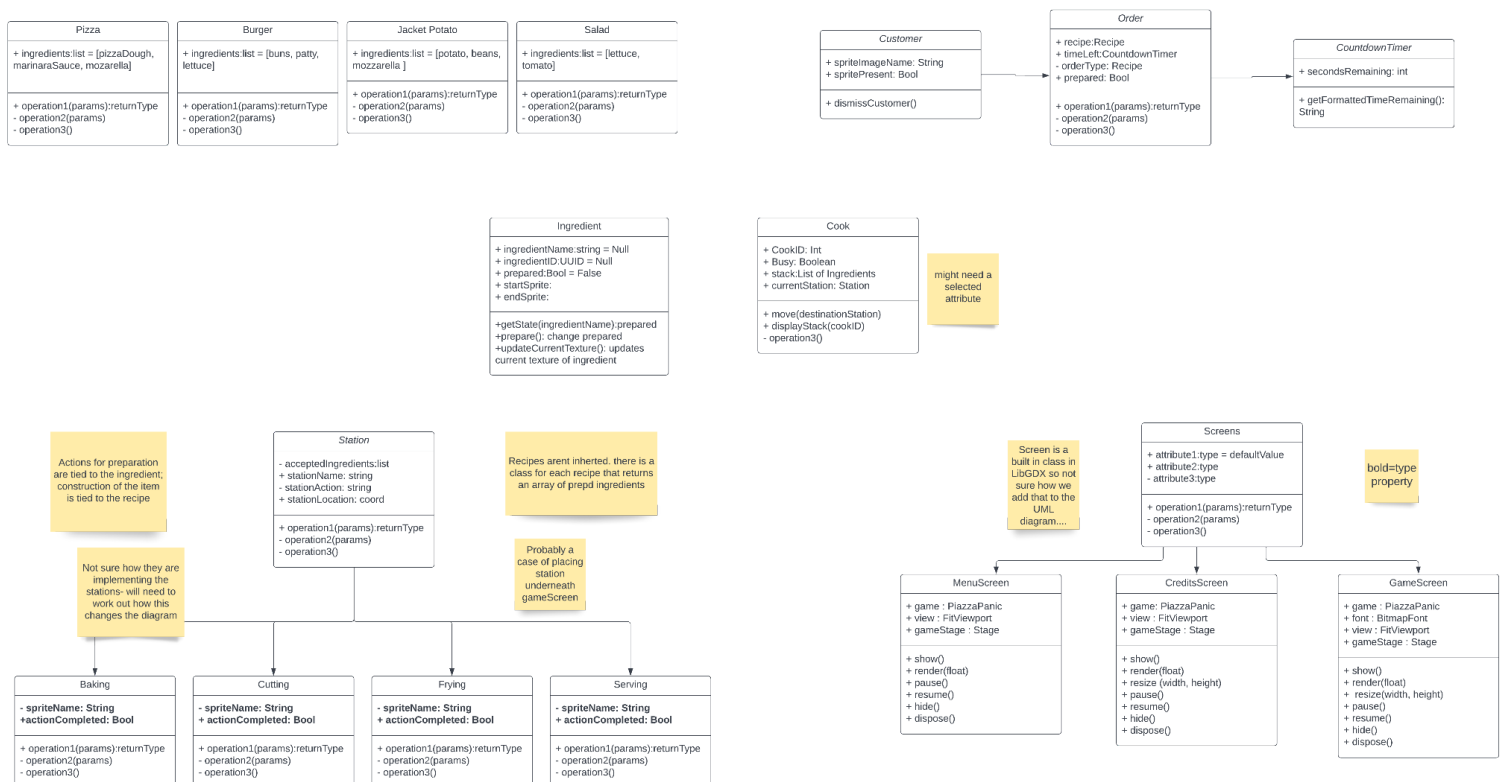 Pizza
+ ingredients:list = [pizzaDough,
marinaraSauce, mozarella]
+ operation1(params):returnType
- operation2(params)
- operation3()
Burger
+ ingredients:list = [buns, patty,
lettuce]
+ operation1(params):returnType
- operation2(params)
- operation3()
Jacket Potato
+ ingredients:list = [potato, beans,
mozzarella ]
+ operation1(params):returnType
- operation2(params)
- operation3()
Salad
+ ingredients:list = [lettuce,
tomato]
+ operation1(params):returnType
- operation2(params)
- operation3()
Customer
+ spriteImageName: String
+ spritePresent: Bool
+ dismissCustomer()
Order
+ recipe:Recipe
+ timeLeft:CountdownTimer
- orderType: Recipe
+ prepared: Bool
+ operation1(params):returnType
- operation2(params)
- operation3()
CountdownTimer
+ secondsRemaining: int
+ getFormattedTimeRemaining():
String
Ingredient
+ ingredientName:string = Null
+ ingredientID:UUID = Null
+ prepared:Bool = False
+ startSprite:
+ endSprite:
+getState(ingredientName):prepared
+prepare(): change prepared
+updateCurrentTexture(): updates
current texture of ingredient
Cook
+ CookID: Int
+ Busy: Boolean
+ stack:List of Ingredients
+ currentStation: Station
+ move(destinationStation)
+ displayStack(cookID)
- operation3()
might need a
selected
attribute
Actions for preparation
are tied to the ingredient;
construction of the item
is tied to the recipe
Not sure how they are
implementing the
stations- will need to
work out how this
changes the diagram
Station
- acceptedIngredients:list
+ stationName: string
- stationAction: string
+ stationLocation: coord
+ operation1(params):returnType
- operation2(params)
- operation3()
Recipes arent inherited. there is a
class for each recipe that returns
an array of prepd ingredients
Probably a
case of placing
station
underneath
gameScreen
Screen is a
built in class in
LibGDX so not
sure how we
add that to the
UML
diagram....
Screens
+ attribute1:type = defaultValue
+ attribute2:type
- attribute3:type
+ operation1(params):returnType
- operation2(params)
- operation3()
bold=type
property
Baking
- spriteName: String
+actionCompleted: Bool
+ operation1(params):returnType
- operation2(params)
- operation3()
Cutting
- spriteName: String
+ actionCompleted: Bool
+ operation1(params):returnType
- operation2(params)
- operation3()
Frying
- spriteName: String
+ actionCompleted: Bool
+ operation1(params):returnType
- operation2(params)
- operation3()
Serving
- spriteName: String
+ actionCompleted: Bool
+ operation1(params):returnType
- operation2(params)
- operation3()
MenuScreen
+ game : PiazzaPanic
+ view : FitViewport
+ gameStage : Stage
+ show()
+ render(float)
+ pause()
+ resume()
+ hide()
+ dispose()
CreditsScreen
+ game: PiazzaPanic
+ view : FitViewport
+ gameStage : Stage
+ show()
+ render(float)
+ resize (width, height)
+ pause()
+ resume()
+ hide()
+ dispose()
GameScreen
+ game : PiazzaPanic
+ font : BitmapFont
+ view : FitViewport
+ gameStage : Stage
+ show()
+ render(float)
+ resize(width, height)
+ pause()
+ resume()
+ hide()
+ dispose()